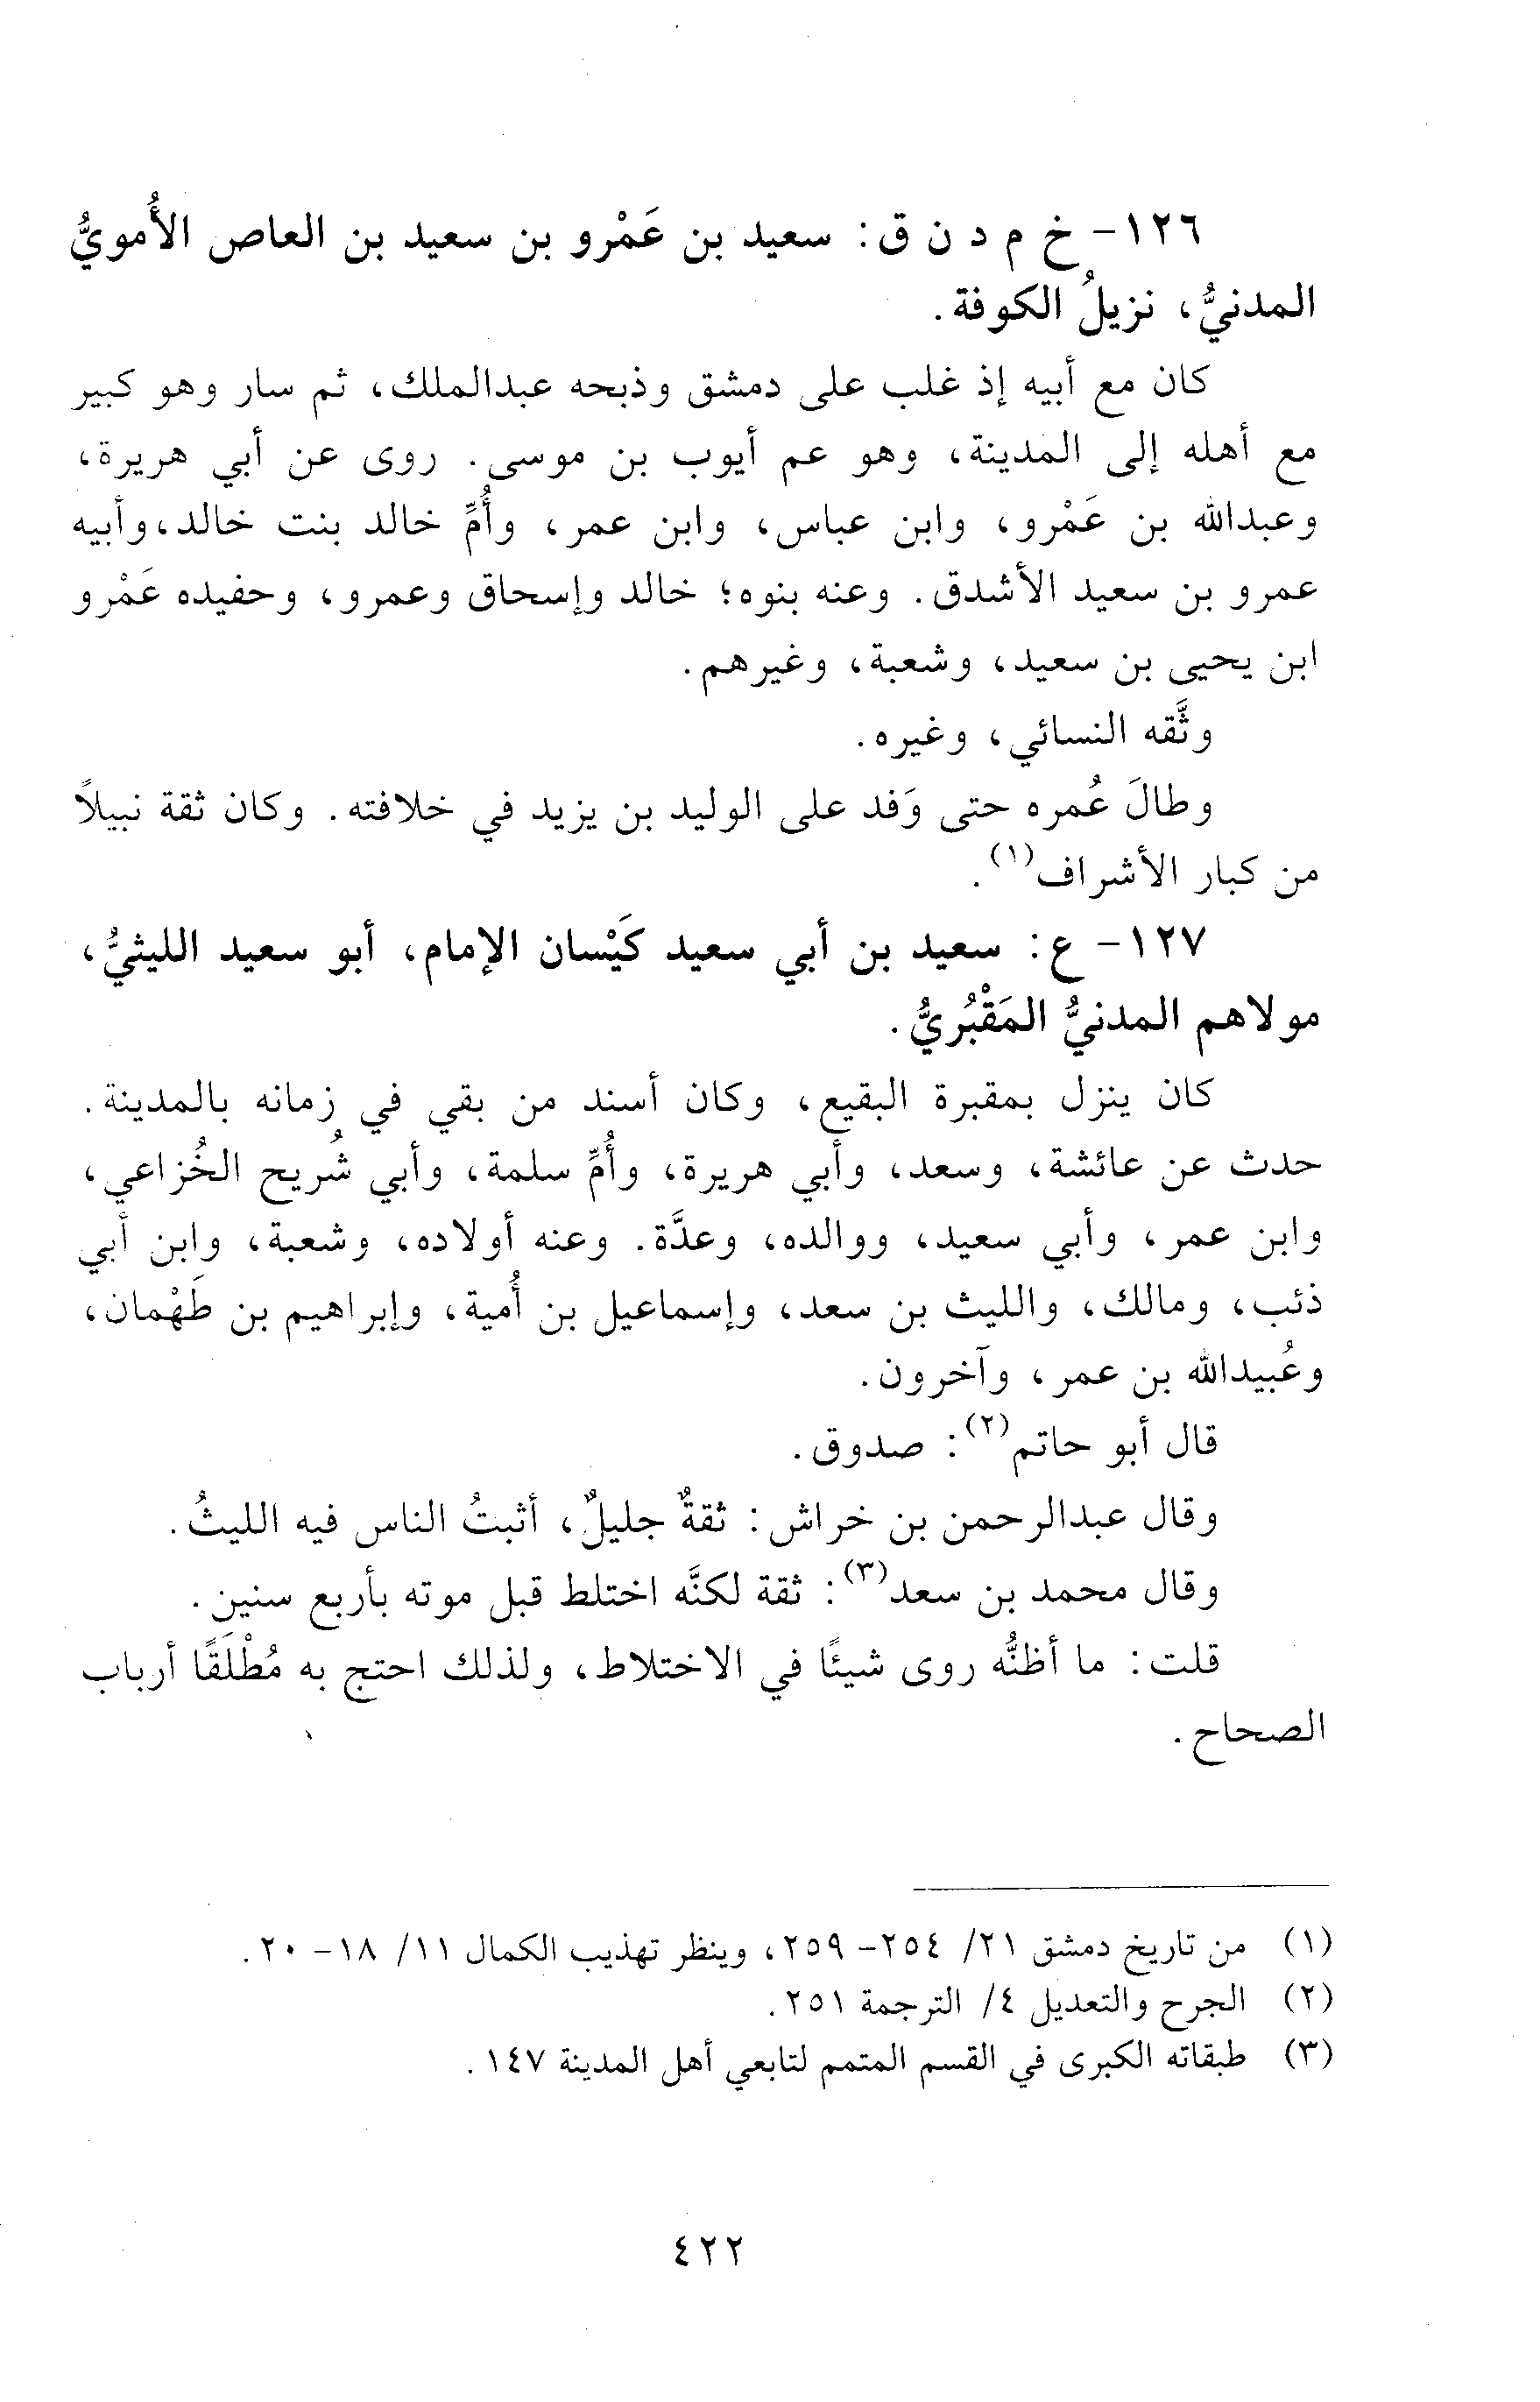 ١٢٦- خ م د ن ق: سعيد بن عَمْرو بن سعيد بن العاص الأُمويُّ
المدنيُّ، نزيلُ الكوفة.
كان مع أبيه إذ غلب على دمشق وذبحه عبدالملك، ثم سار وهو كبير
مع أهله إلى المدينة، وهو عم أيوب بن موسى. روى عن أبي هريرة،
وعبدالله بن عَمْرو، وابن عباس، وابن عمر، وأُمِّ خالد بنت خالد،وأبيه
عمرو بن سعيد الأشدق. وعنه بنوه؛ خالد وإسحاق وعمرو، وحفيده عَمْرو
ابن يحيى بن سعيد، وشعبة، وغيرهم.
وثَّقه النسائي، وغيره.
وطالَ عُمره حتى وَفد على الوليد بن يزيد في خلافته. وكان ثقة نبيلاً
من كبار الأشراف(١).
١٢٧- ع: سعيد بن أبي سعيد كَيْسان الإمام، أبو سعيد الليثيُّ،
مولاهم المدنيُّ المَقْبُريُّ.
كان ينزل بمقبرة البقيع، وكان أسند من بقي في زمانه بالمدينة.
حدث عن عائشة، وسعد، وأبي هريرة، وأُمِّ سلمة، وأبي شُريح الخُزاعي،
وابن عمر، وأبي سعيد، ووالده، وعدَّة. وعنه أولاده، وشعبة، وابن أبي
ذئب، ومالك، والليث بن سعد، وإسماعيل بن أُمية، وإبراهيم بن طَهْمان،
وعُبيدالله بن عمر، وآخرون.
قال أبو حاتم(٢): صدوق.
وقال عبدالرحمن بن خراش: ثقةٌ جليلٌ، أثبتُ الناس فيه الليثُ.
وقال محمد بن سعد(٣): ثقة لكنَّه اختلط قبل موته بأربع سنين.
قلت: ما أظنُّه روى شيئًا في الاختلاط، ولذلك احتج به مُطْلَقًا أرباب
الصحاح.
(١) من تاريخ دمشق ٢١/ ٢٥٤- ٢٥٩، وينظر تهذيب الكمال ١١/ ١٨- ٢٠.
(٢) الجرح والتعديل ٤/ الترجمة ٢٥١.
(٣) طبقاته الكبرى في القسم المتمم لتابعي أهل المدينة ١٤٧.
٤٢٢